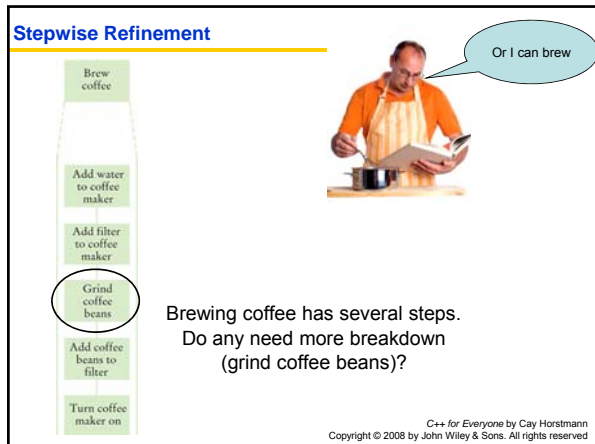 Stepwise Refinement
Or I can brew
Brew
coffee
Add water
to coffee
maker
Add filter
to coffee
maker
Grind
coffee
beans
Add coffee
beans to
filter
Turn coffee
maker on
Brewing coffee has several steps.
Do any need more breakdown
(grind coffee beans)?
C++ for Everyone by Cay Horstmann
Copyright © 2008 by John Wiley & Sons. All rights reserved